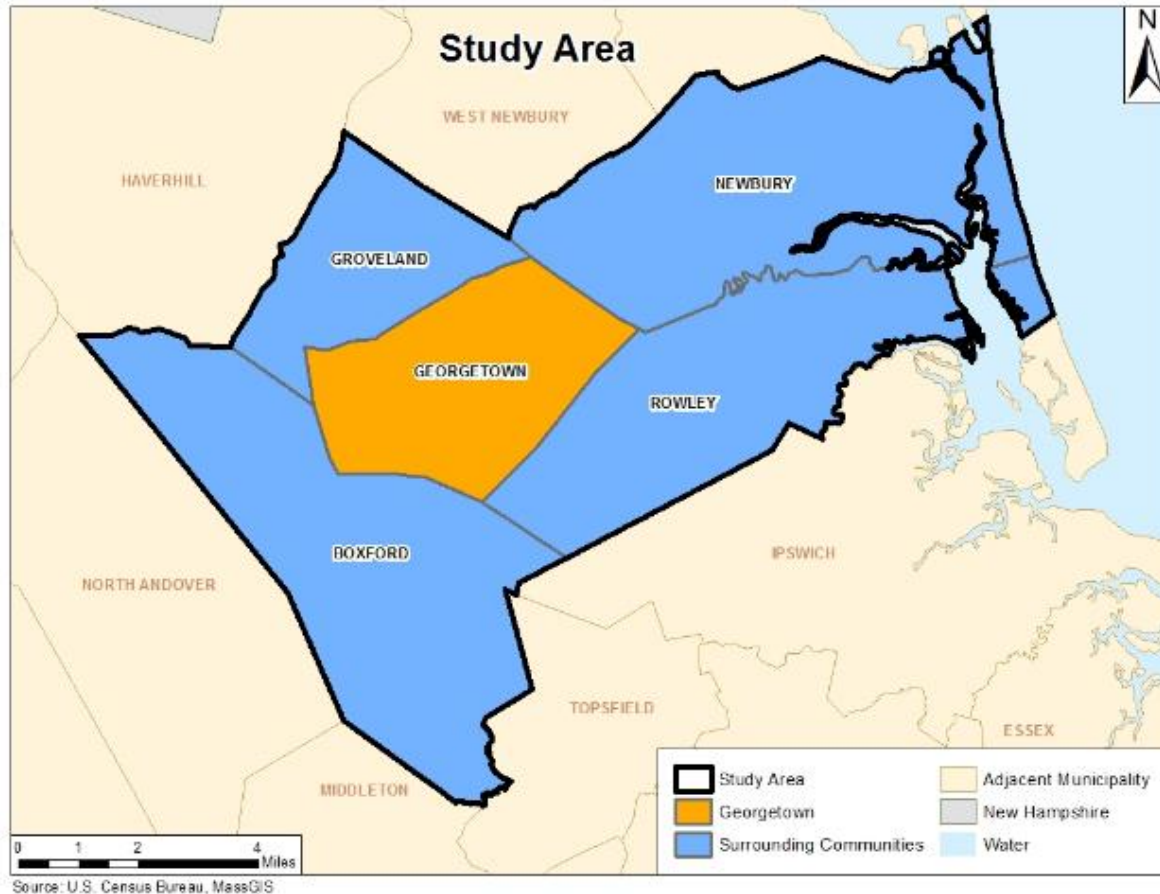 Study Area
N
WEST NEWBURY
HAVERHILL
NEWBURY
GROVELAND
GEORGETOWN
ROWLEY
BOXFORD
IPSWICH
NORTH ANDOVER
TOPSFIELD
ESSEX
MIDDLETON
Study Area
Georgetown
Surrounding Communities
Adjacent Municipality
New Hampshire
Water
0 1 2 4
Miles
Source: U.S. Census Bureau, MassGIS